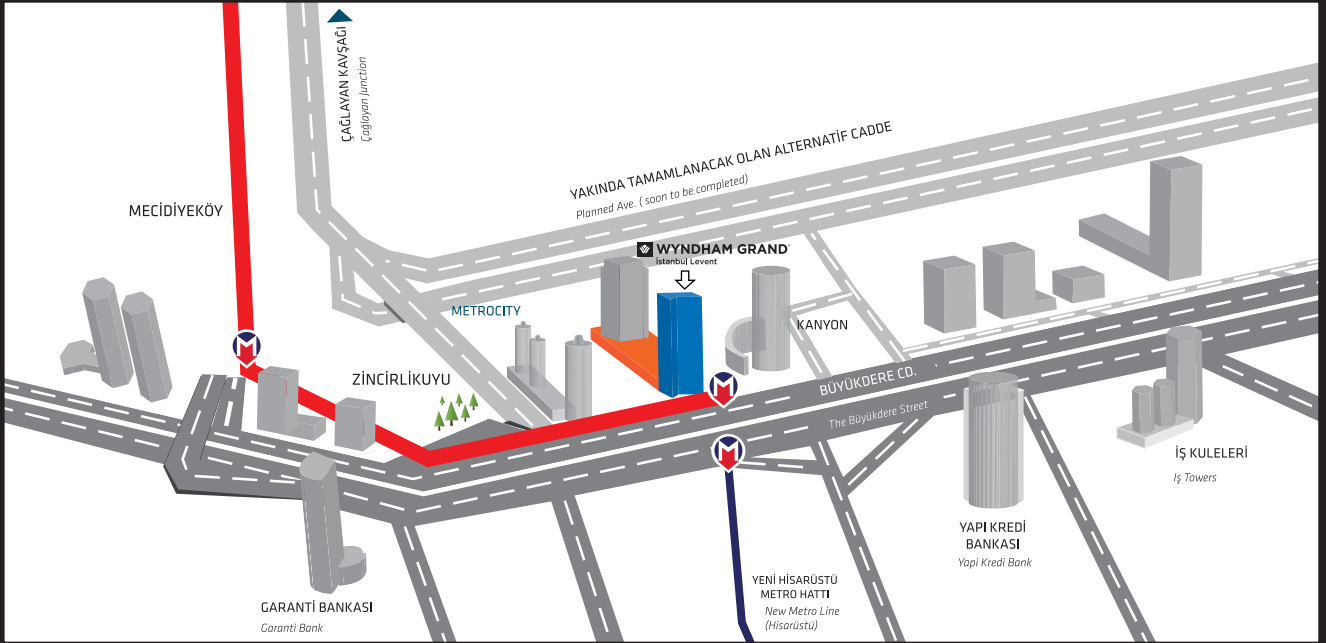 ÇAĞLAYAN KAVŞAĞI
Çağlayan Junction
MECİDİYEKÖY
YAKINDA TAMAMLANACAK OLAN ALTERNATİF CADDE
Planned Ave. ( soon to be completed)
WYNDHAM GRAND
İstanbul Levent
METROCITY
KANYON
M
ZİNCİRLİKUYU
M
BÜYÜKDERE CD.
The Büyükdere Street
M
İŞ KULELERİ
Iş Towers
YAPI KREDİ
BANKASI
Yapi Kredi Bank
YENİ HİSARÜSTÜ
METRO HATTI
New Metro Line
(Hisarüstü)
GARANTİ BANKASI
Garanti Bank